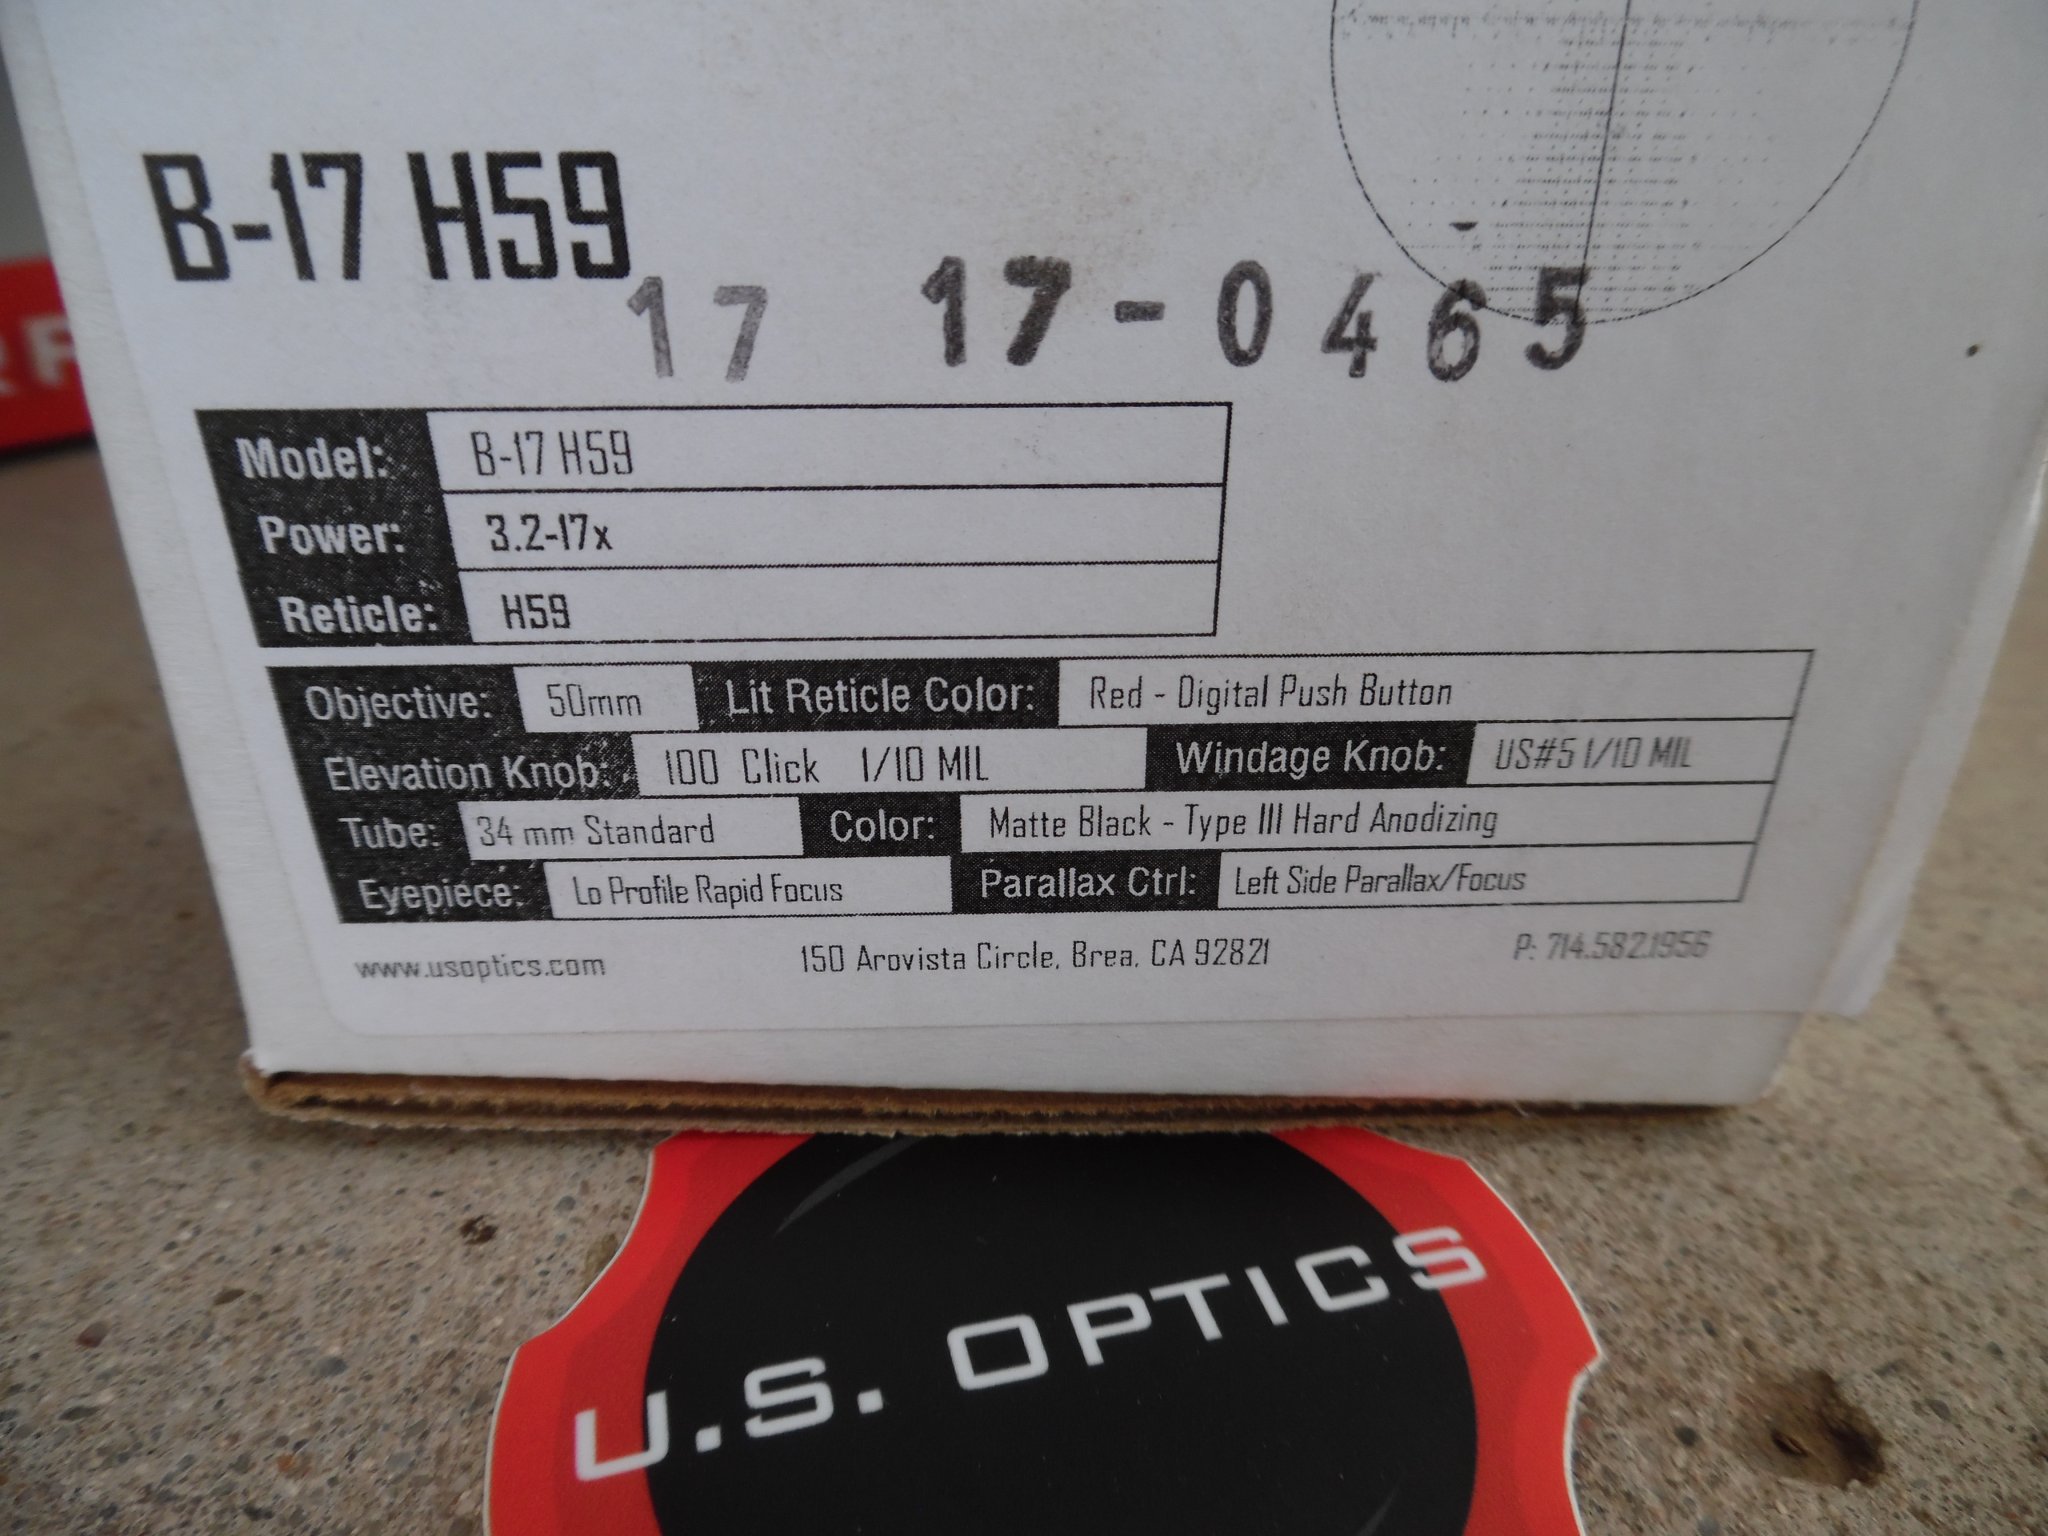 B-17 H59
17 17-0465
Model: B-17 H59
Power: 3.2-17x
Reticle: H59
Objective: 50mm Lit Reticle Color: Red - Digital Push Button
Elevation Knob: 100 Click 1/10 MIL Windage Knob: US#5 1/10 MIL
Tube: 34 mm Standard Color: Matte Black - Type III Hard Anodizing
Eyepiece: Lo Profile Rapid Focus Parallax Ctrl: Left Side Parallax/Focus
www.usoptics.com 150 Arovista Circle, Brea, CA 92821 P: 714.582.1956
U.S. OPTICS